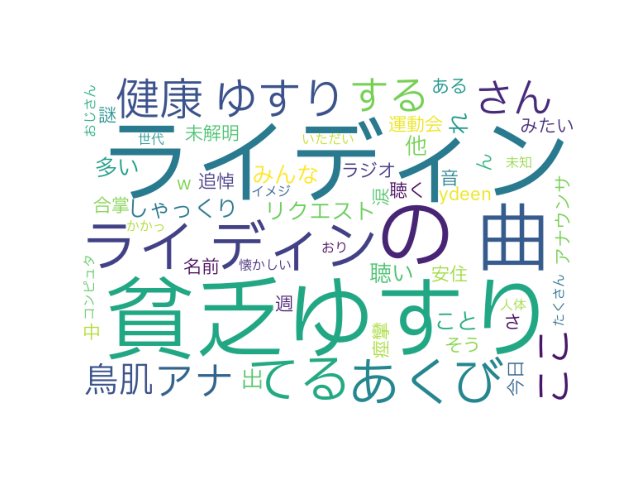 おじさん
謎
健康
ゆすり
する
ある
さん
ライディーン
世代
未解明
いただい
運動会
れ
みたい
多い
他
みんな
ラジオ
ん
未知
w
追悼
イメジ
涙
聴く
音
ydeen
合掌
しゃっくり
リクエスト
の
曲
アナウンサ
かかっ
ライディン
おり
名前
懐かしい
聴い
安住
コンピュタ
中
貧乏ゆすり
週
人体
たくさん
こと
さ
痙攣
そう
に
鳥肌
アナ
出
てる
あくび
今日
こ